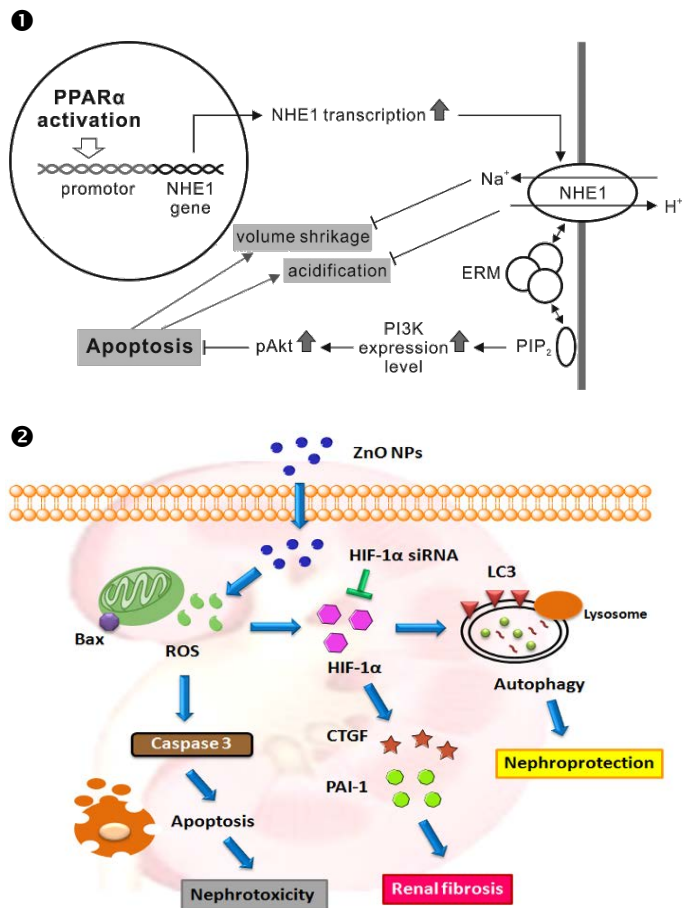 ❶
PPARα
activation
promotor
NHE1
gene
NHE1 transcription
Na+
NHE1
H+
volume shrikage
acidification
ERM
Apoptosis
pAkt
PI3K
expression
level
PIP2
❷
ZnO NPs
HIF-1α siRNA
LC3
Lysosome
Bax
ROS
HIF-1α
Autophagy
Caspase 3
CTGF
Nephroprotection
PAI-1
Apoptosis
Nephrotoxicity
Renal fibrosis